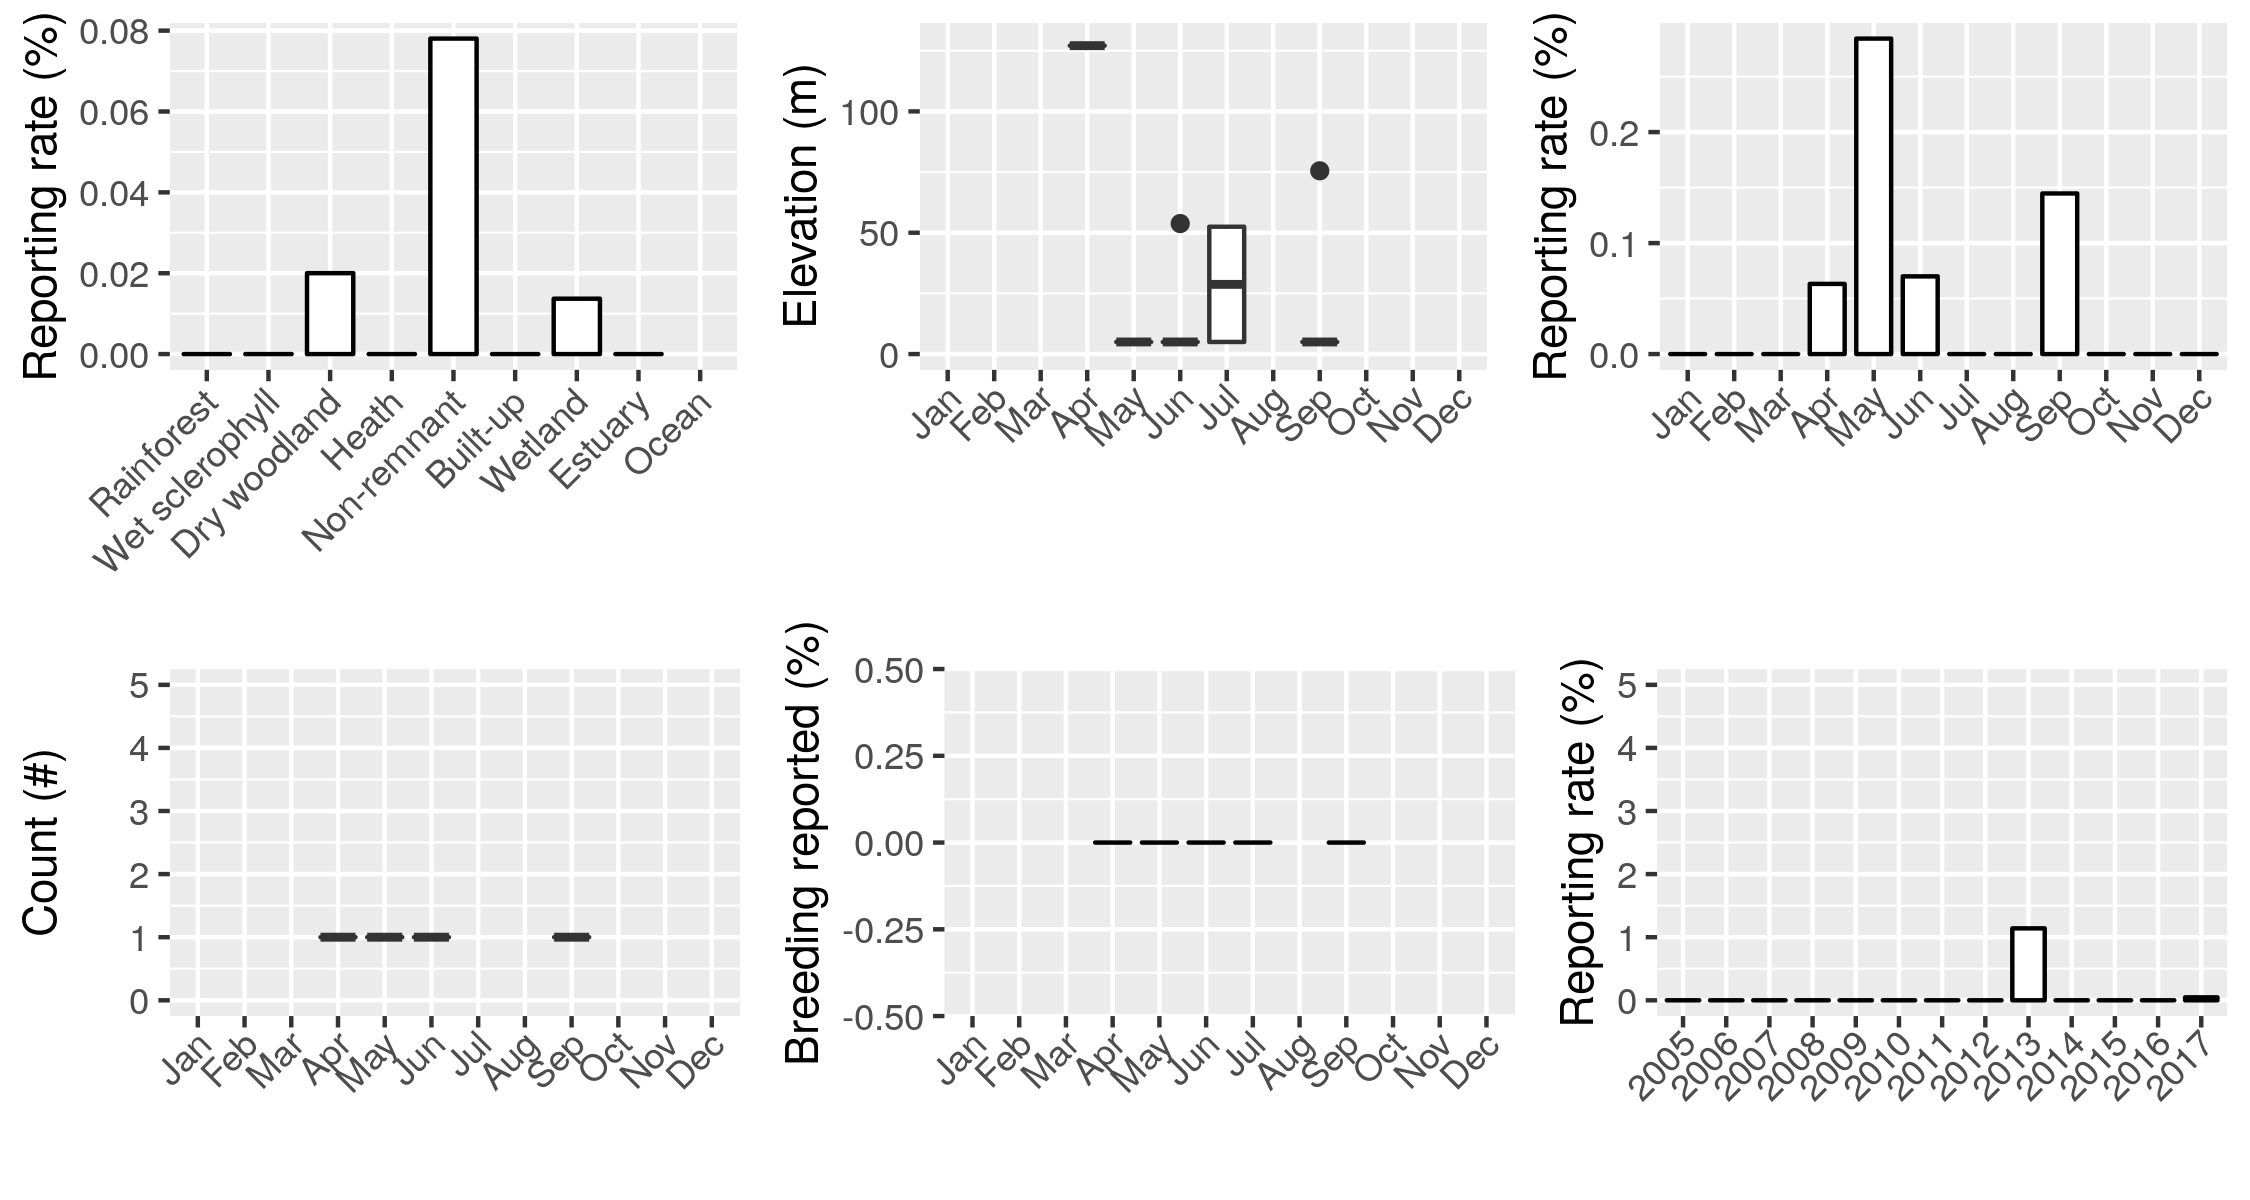 Reporting rate (%)
0.08
0.06
0.04
0.02
0.00
Rainforest
Wet sclerophyll
Dry woodland
Heath
Non-remnant
Built-up
Wetland
Estuary
Ocean
Elevation (m)
100
50
0
Jan
Feb
Mar
Apr
May
Jun
Jul
Aug
Sep
Oct
Nov
Dec
Reporting rate (%)
0.2
0.1
0.0
Jan
Feb
Mar
Apr
May
Jun
Jul
Aug
Sep
Oct
Nov
Dec
Count (#)
5
4
3
2
1
0
Jan
Feb
Mar
Apr
May
Jun
Jul
Aug
Sep
Oct
Nov
Dec
Breeding reported (%)
0.50
0.25
0.00
-0.25
-0.50
Jan
Feb
Mar
Apr
May
Jun
Jul
Aug
Sep
Oct
Nov
Dec
Reporting rate (%)
5
4
3
2
1
0
2005
2006
2007
2008
2009
2010
2011
2012
2013
2014
2015
2016
2017